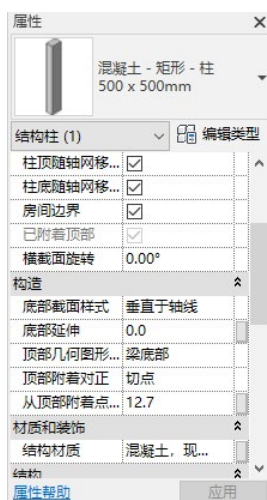 属性
混凝土 - 矩形 - 柱
500 x 500mm
结构柱 (1)
编辑类型
柱顶随轴网移...
柱底随轴网移...
房间边界
已附着顶部
横截面旋转 0.00°
构造
底部截面样式 垂直于轴线
底部延伸 0.0
顶部几何图形... 梁底部
顶部附着对正 切点
从顶部附着点... 12.7
材质和装饰
结构材质 混凝土, 现...
结构
属性帮助 应用